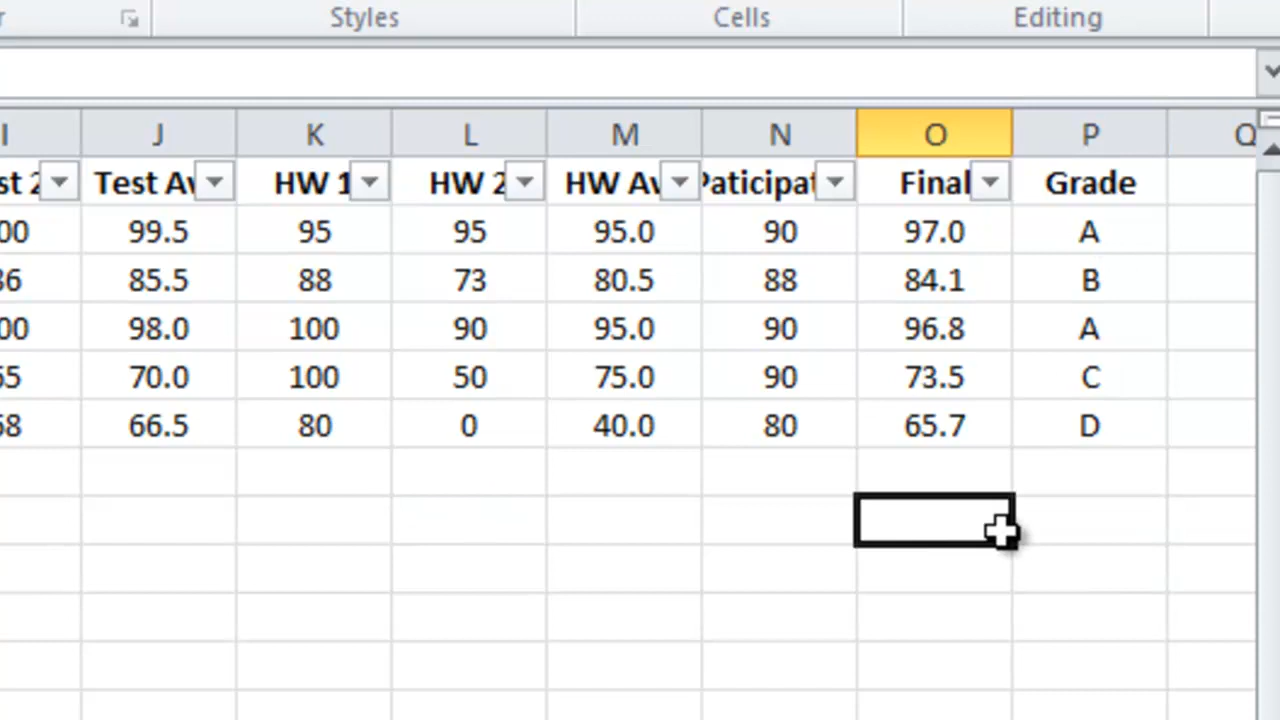 Styles Cells Editing
I J K L M N O P Q
st 2 Test Av HW 1 HW 2 HW Av Paticipat Final Grade
00 99.5 95 95 95.0 90 97.0 A
36 85.5 88 73 80.5 88 84.1 B
00 98.0 100 90 95.0 90 96.8 A
55 70.0 100 50 75.0 90 73.5 C
58 66.5 80 0 40.0 80 65.7 D